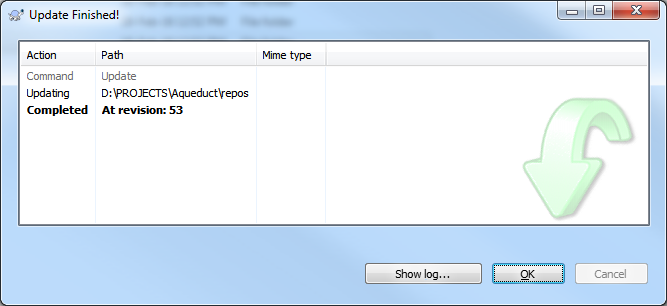 Update Finished!
Action Path Mime type
Command Update
Updating D:\PROJECTS\Aqueduct\repos
Completed At revision: 53
Show log... OK Cancel